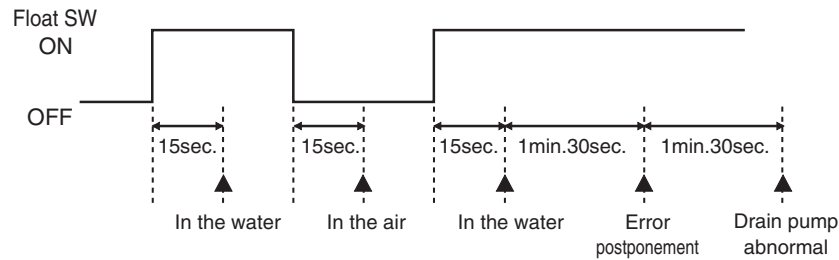 Float SW
ON
OFF
15sec. 15sec. 15sec. 1min.30sec. 1min.30sec.
In the water In the air In the water Error Drain pump
postponement abnormal